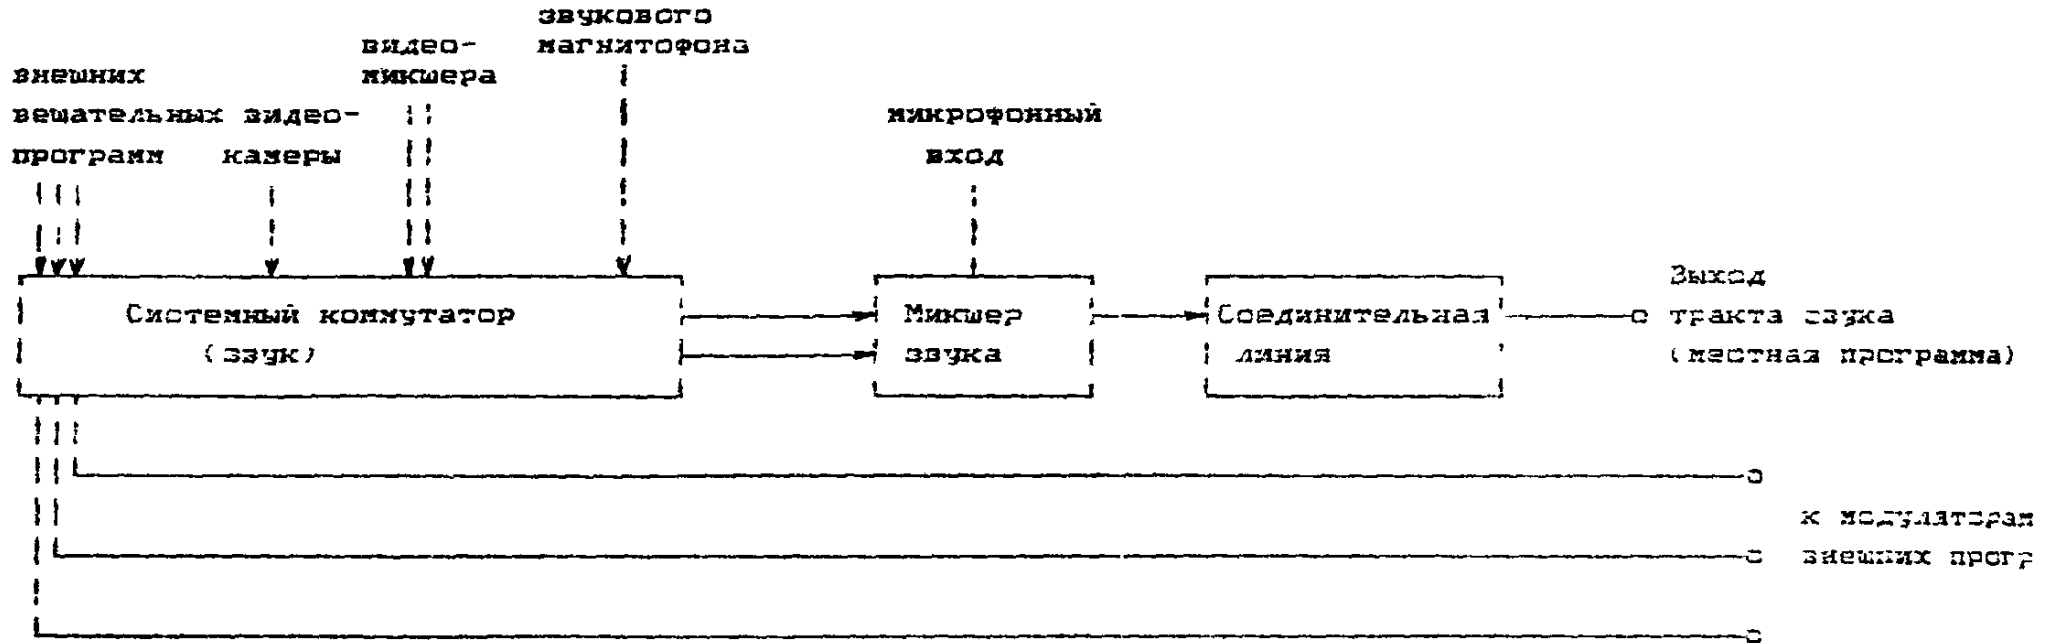 звукового
магнитофона
видео-
микшера
внешних
вещательных видео-
программ камеры
микрофонный
вход
Системный коммутатор
(звук)
Микшер
звука
Соединительная
линия
Выход
тракта звука
(местная программа)
к модуляторам
внешних прогр